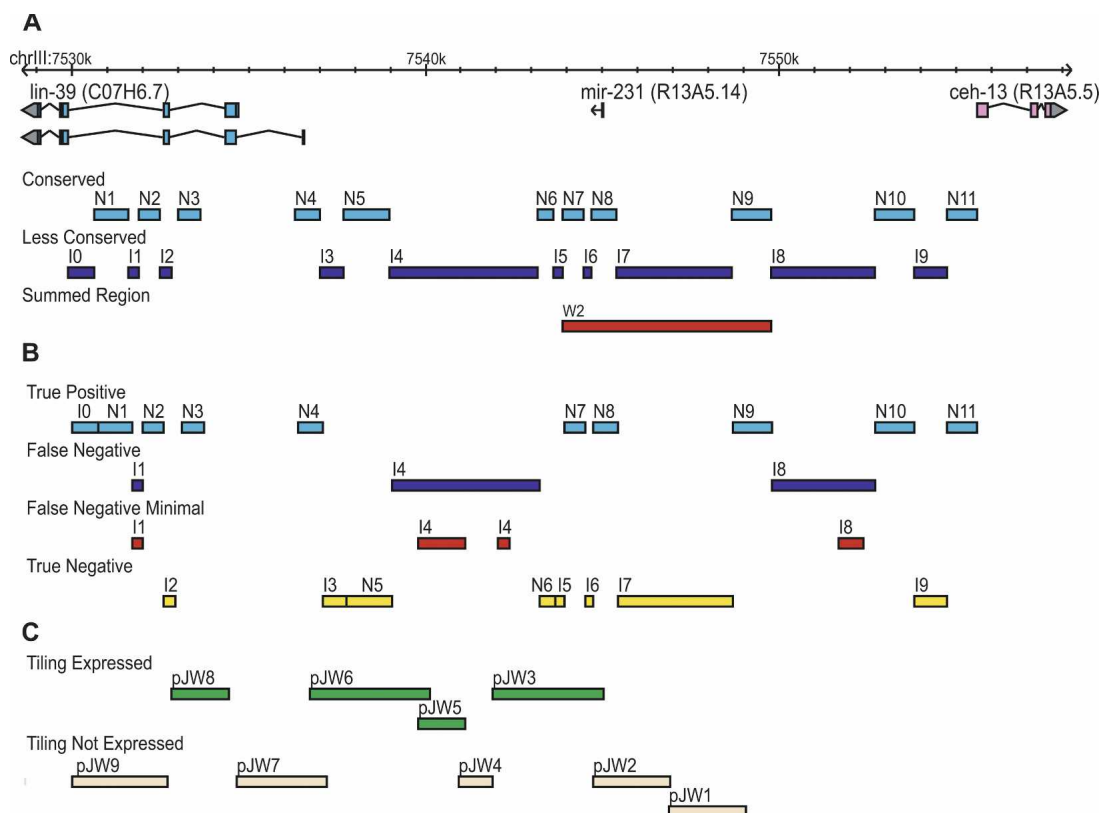 A
chrIII:7530k 7540k 7550k
lin-39 (C07H6.7) mir-231 (R13A5.14) ceh-13 (R13A5.5)
Conserved
N1 N2 N3 N4 N5 N6 N7 N8 N9 N10 N11
Less Conserved
I0 I1 I2 I3 I4 I5 I6 I7 I8 I9
Summed Region
W2
B
True Positive
I0 N1 N2 N3 N4 N7 N8 N9 N10 N11
False Negative
I1 I4 I8
False Negative Minimal
I1 I4 I4 I8
True Negative
I2 I3 N5 N6 I5 I6 I7 I9
C
Tiling Expressed
pJW8 pJW6 pJW3
pJW5
Tiling Not Expressed
pJW9 pJW7 pJW4 pJW2
pJW1